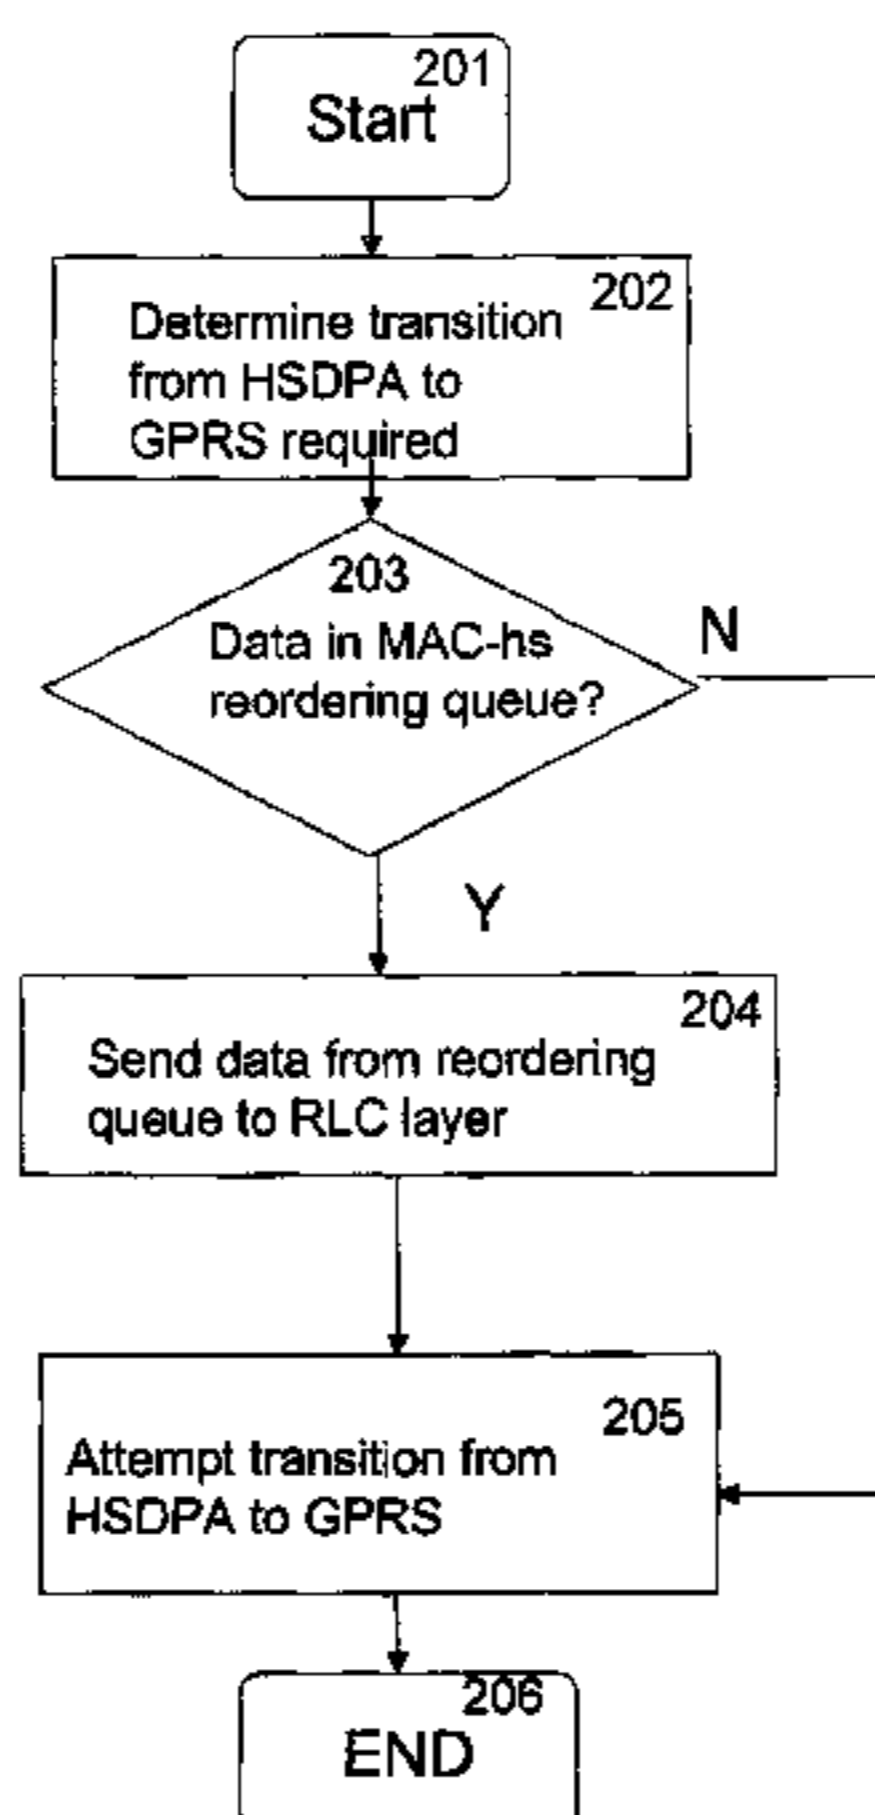 201
Start
202
Determine transition
from HSDPA to
GPRS required
203
Data in MAC-hs
reordering queue?
N
Y
204
Send data from reordering
queue to RLC layer
205
Attempt transition from
HSDPA to GPRS
206
END